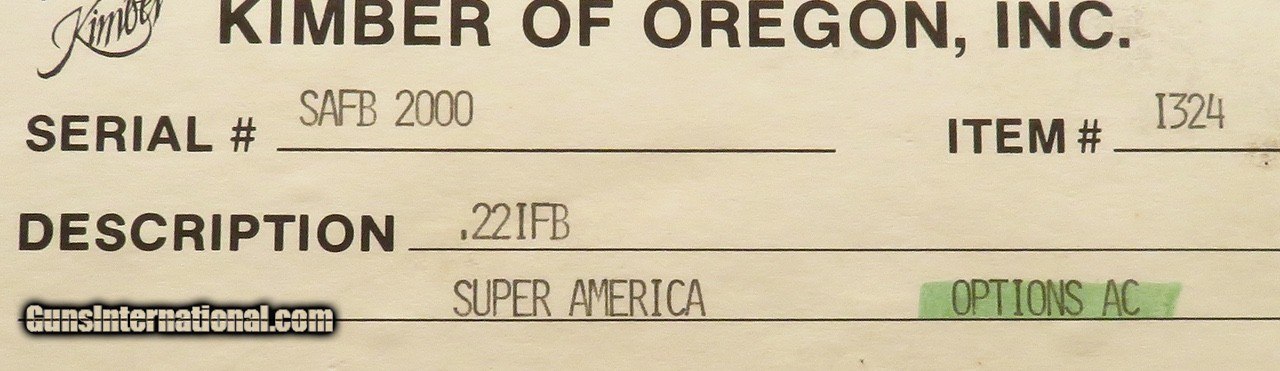 Kimber KIMBER OF OREGON, INC.
SERIAL # SAFB 2000 ITEM # I324
DESCRIPTION .22IFB
SUPER AMERICA OPTIONS AC
GunsInternational.com